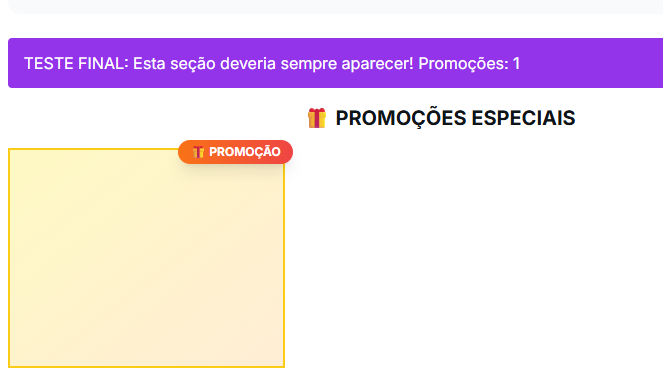 TESTE FINAL: Esta seção deveria sempre aparecer! Promoções: 1
🎁 PROMOÇÕES ESPECIAIS
🎁 PROMOÇÃO